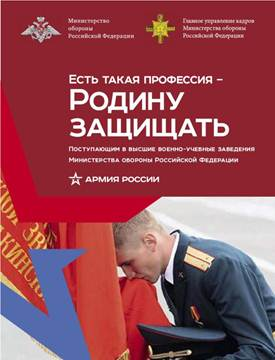 Министерство
обороны
Российской Федерации
Главное управление кадров
Министерства обороны
Российской Федерации
Есть такая профессия –
Родину
защищать
Поступающим в высшие военно-учебные заведения
Министерства обороны Российской Федерации
АРМИЯ РОССИИ